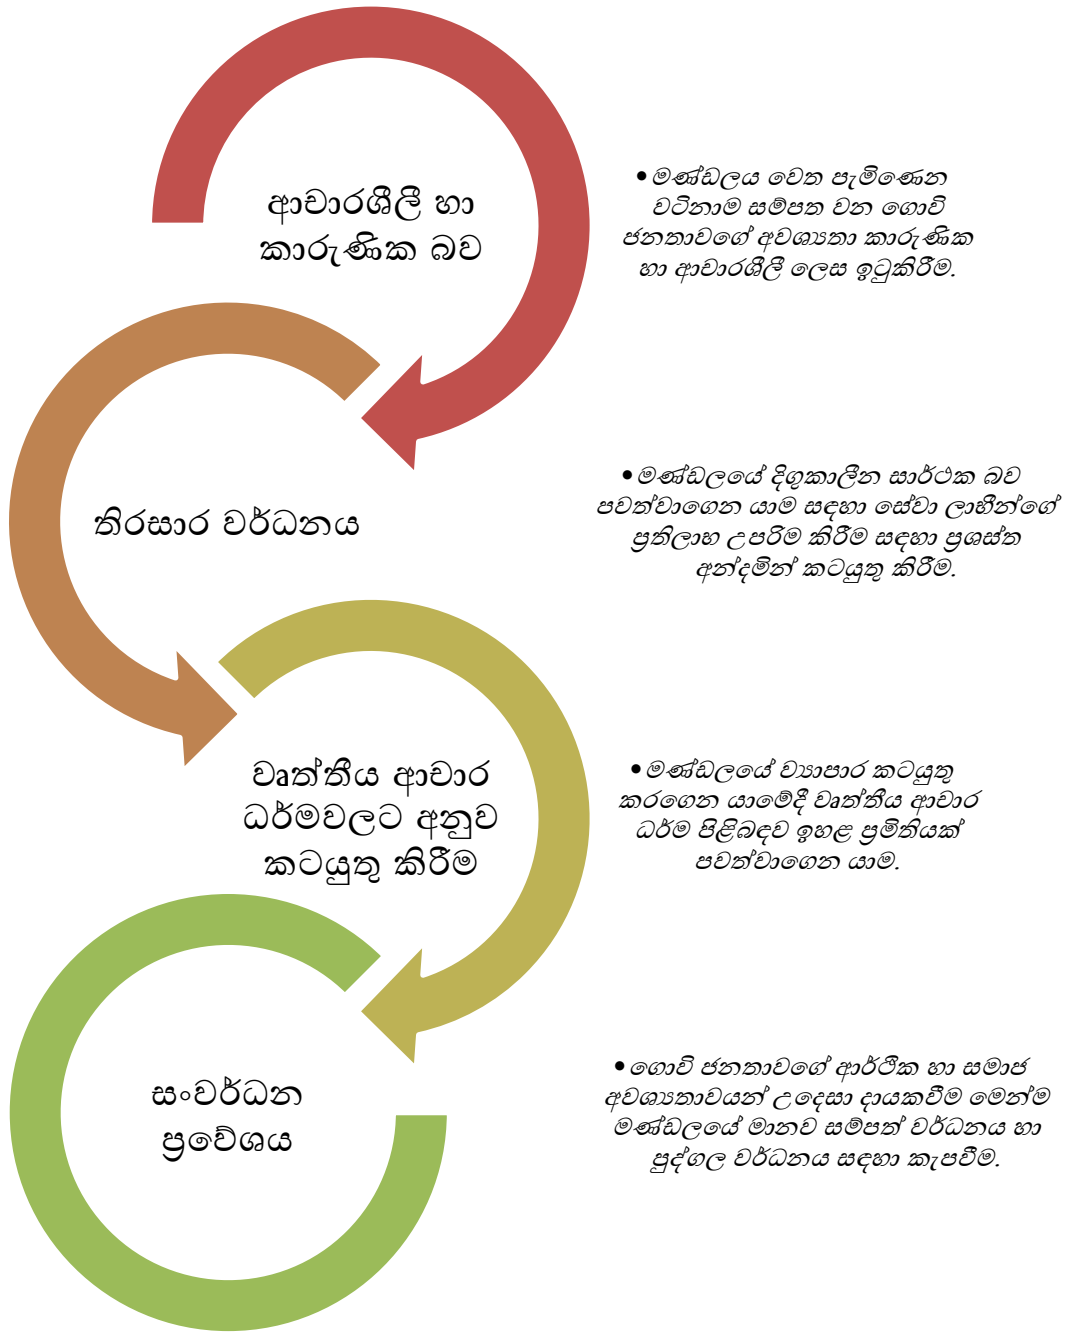 ආචාරශීලී හා
කාරුණික බව
• මණ්ඩලය වෙත පැමිණෙන
වටිනාම සම්පත වන ගොවි
ජනතාවගේ අවශ්‍යතා කාරුණික
හා ආචාරශීලී ලෙස ඉටුකිරීම.
තිරසාර වර්ධනය
• මණ්ඩලයේ දිගුකාලීන සාර්ථක බව
පවත්වාගෙන යාම සඳහා සේවා ලාභීන්ගේ
ප්‍රතිලාභ උපරිම කිරීම සඳහා ප්‍රශස්ත
අන්දමින් කටයුතු කිරීම.
වෘත්තීය ආචාර
ධර්මවලට අනුව
කටයුතු කිරීම
• මණ්ඩලයේ ව්‍යාපාර කටයුතු
කරගෙන යාමේදී වෘත්තීය ආචාර
ධර්ම පිළිබඳව ඉහළ ප්‍රමිතියක්
පවත්වාගෙන යාම.
සංවර්ධන
ප්‍රවේශය
• ගොවි ජනතාවගේ ආර්ථික හා සමාජ
අවශ්‍යතාවයන් උදෙසා දායකවීම මෙන්ම
මණ්ඩලයේ මානව සම්පත් වර්ධනය හා
පුද්ගල වර්ධනය සඳහා කැපවීම.